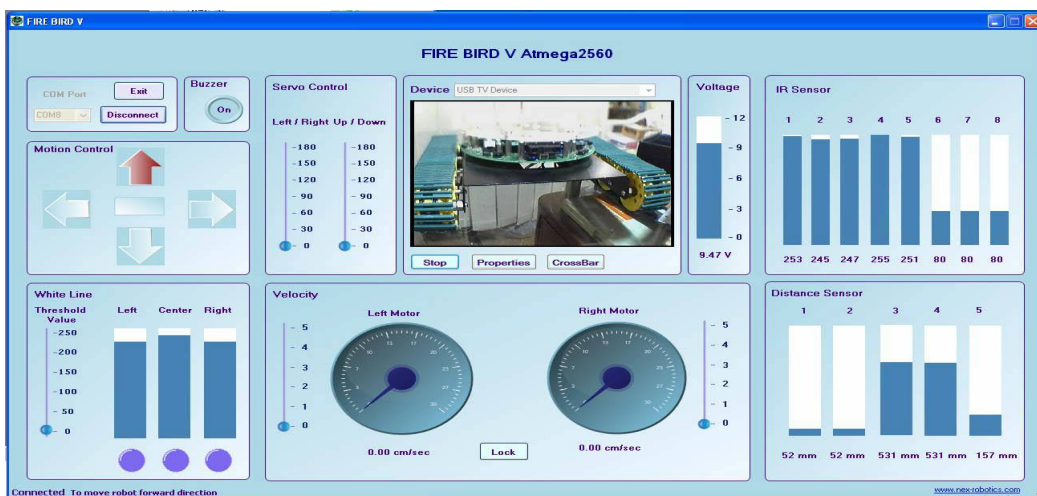 FIRE BIRD V
FIRE BIRD V Atmega2560
COM Port
Exit
COM8
Disconnect
Buzzer
On
Motion Control
Servo Control
Left / Right Up / Down
-180 -180
-150 -150
-120 -120
- 90 - 90
- 60 - 60
- 30 - 30
- 0 - 0
Device USB TV Device
Stop Properties CrossBar
Voltage
- 12
- 9
- 6
- 3
- 0
9.47 V
IR Sensor
1 2 3 4 5 6 7 8
253 245 247 255 251 80 80 80
White Line
Threshold Value
Left Center Right
-250
-200
-150
-100
- 50
- 0
Velocity
- 5
- 4
- 3
- 2
- 1
- 0
Left Motor
0.00 cm/sec
Lock
Right Motor
0.00 cm/sec
- 5
- 4
- 3
- 2
- 1
- 0
Distance Sensor
1 2 3 4 5
52 mm 52 mm 531 mm 531 mm 157 mm
Connected To move robot forward direction
www.nex-robotics.com